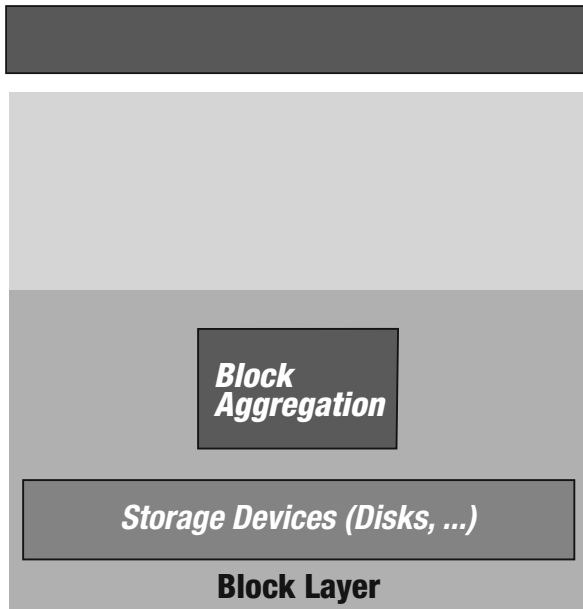 Block
Aggregation
Storage Devices (Disks, ...)
Block Layer